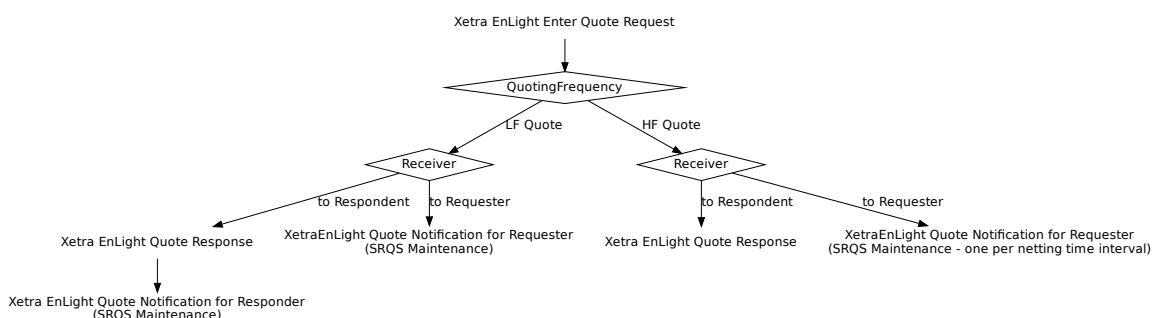 Xetra EnLight Enter Quote Request
QuotingFrequency
LF Quote
HF Quote
Receiver
Receiver
to Respondent
to Requester
to Respondent
to Requester
Xetra EnLight Quote Response
XetraEnLight Quote Notification for Requester
(SRQS Maintenance)
Xetra EnLight Quote Response
XetraEnLight Quote Notification for Requester
(SRQS Maintenance - one per netting time interval)
Xetra EnLight Quote Notification for Responder
(SRQS Maintenance)